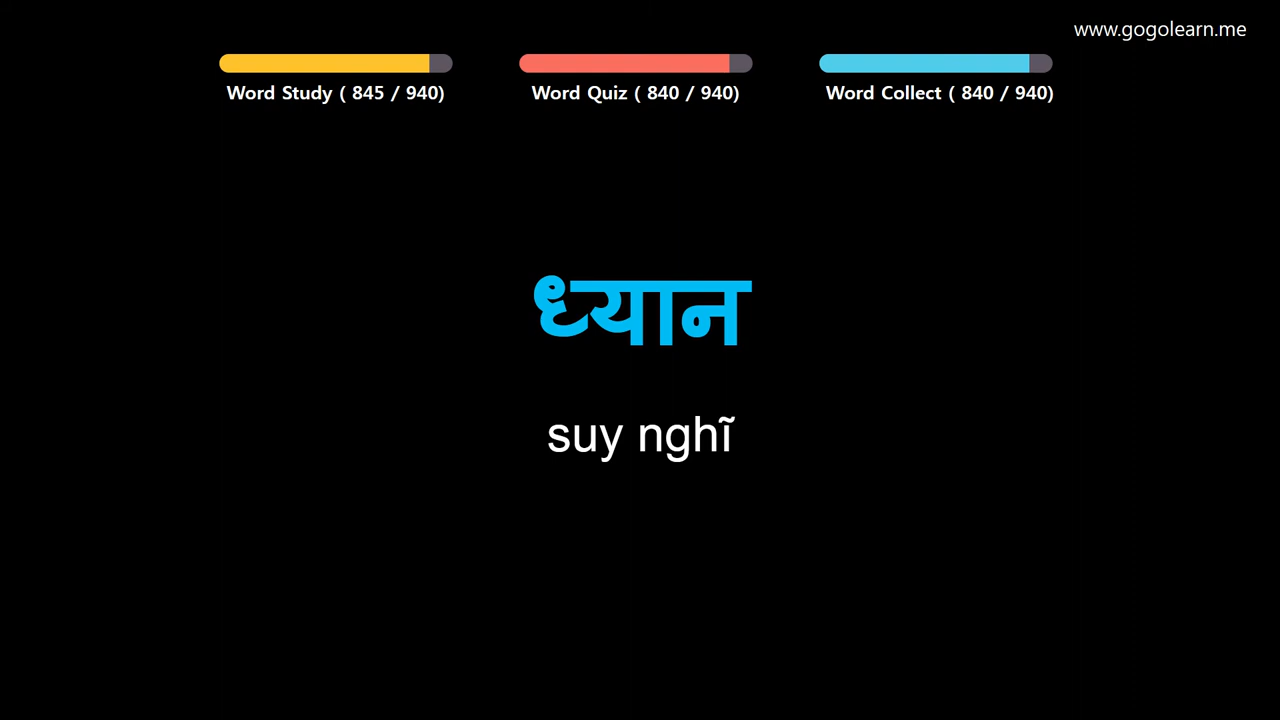 www.gogolearn.me
Word Study ( 845 / 940)
Word Quiz ( 840 / 940)
Word Collect ( 840 / 940)
ध्यान
suy nghĩ